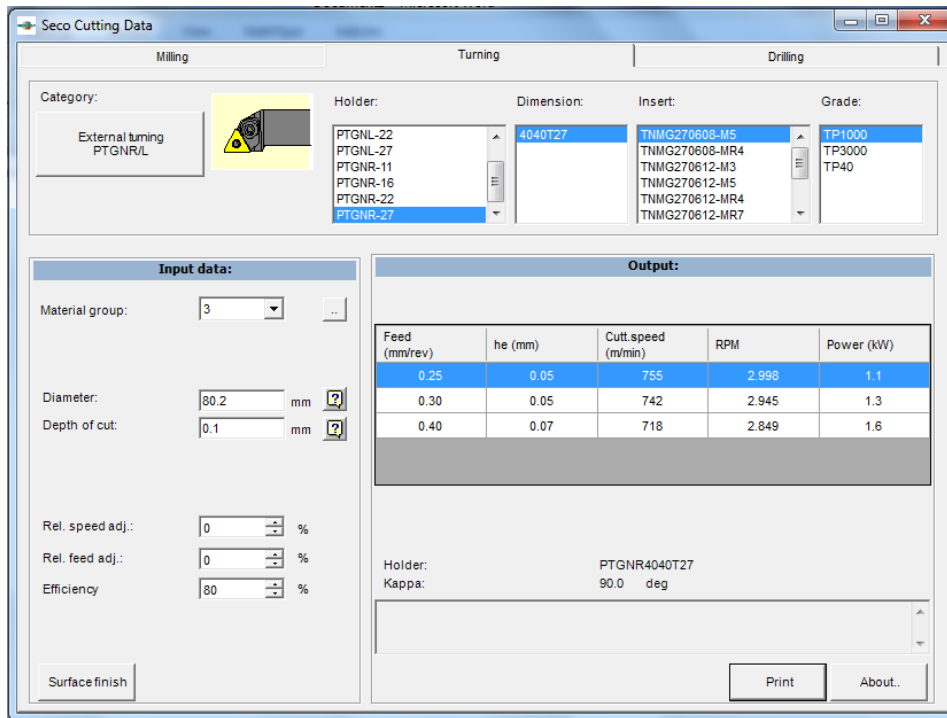 Seco Cutting Data
Milling
Turning
Drilling
Category:
Holder:
Dimension:
Insert:
Grade:
External turning
PTGNR/L
PTGNL-22
PTGNL-27
PTGNR-11
PTGNR-16
PTGNR-22
PTGNR-27
4040T27
TNMG270608-M5
TNMG270608-MR4
TNMG270612-M3
TNMG270612-M5
TNMG270612-MR4
TNMG270612-MR7
TP1000
TP3000
TP40
Input data:
Material group:
3
..
Diameter:
80.2
mm
Depth of cut:
0.1
mm
Rel. speed adj.:
0
%
Rel. feed adj.:
0
%
Efficiency
80
%
Surface finish
Output:
Feed
(mm/rev)
he (mm)
Cutt.speed
(m/min)
RPM
Power (kW)
0.25 0.05 755 2.998 1.1
0.30 0.05 742 2.945 1.3
0.40 0.07 718 2.849 1.6
Holder: PTGNR4040T27
Kappa: 90.0 deg
Print
About..